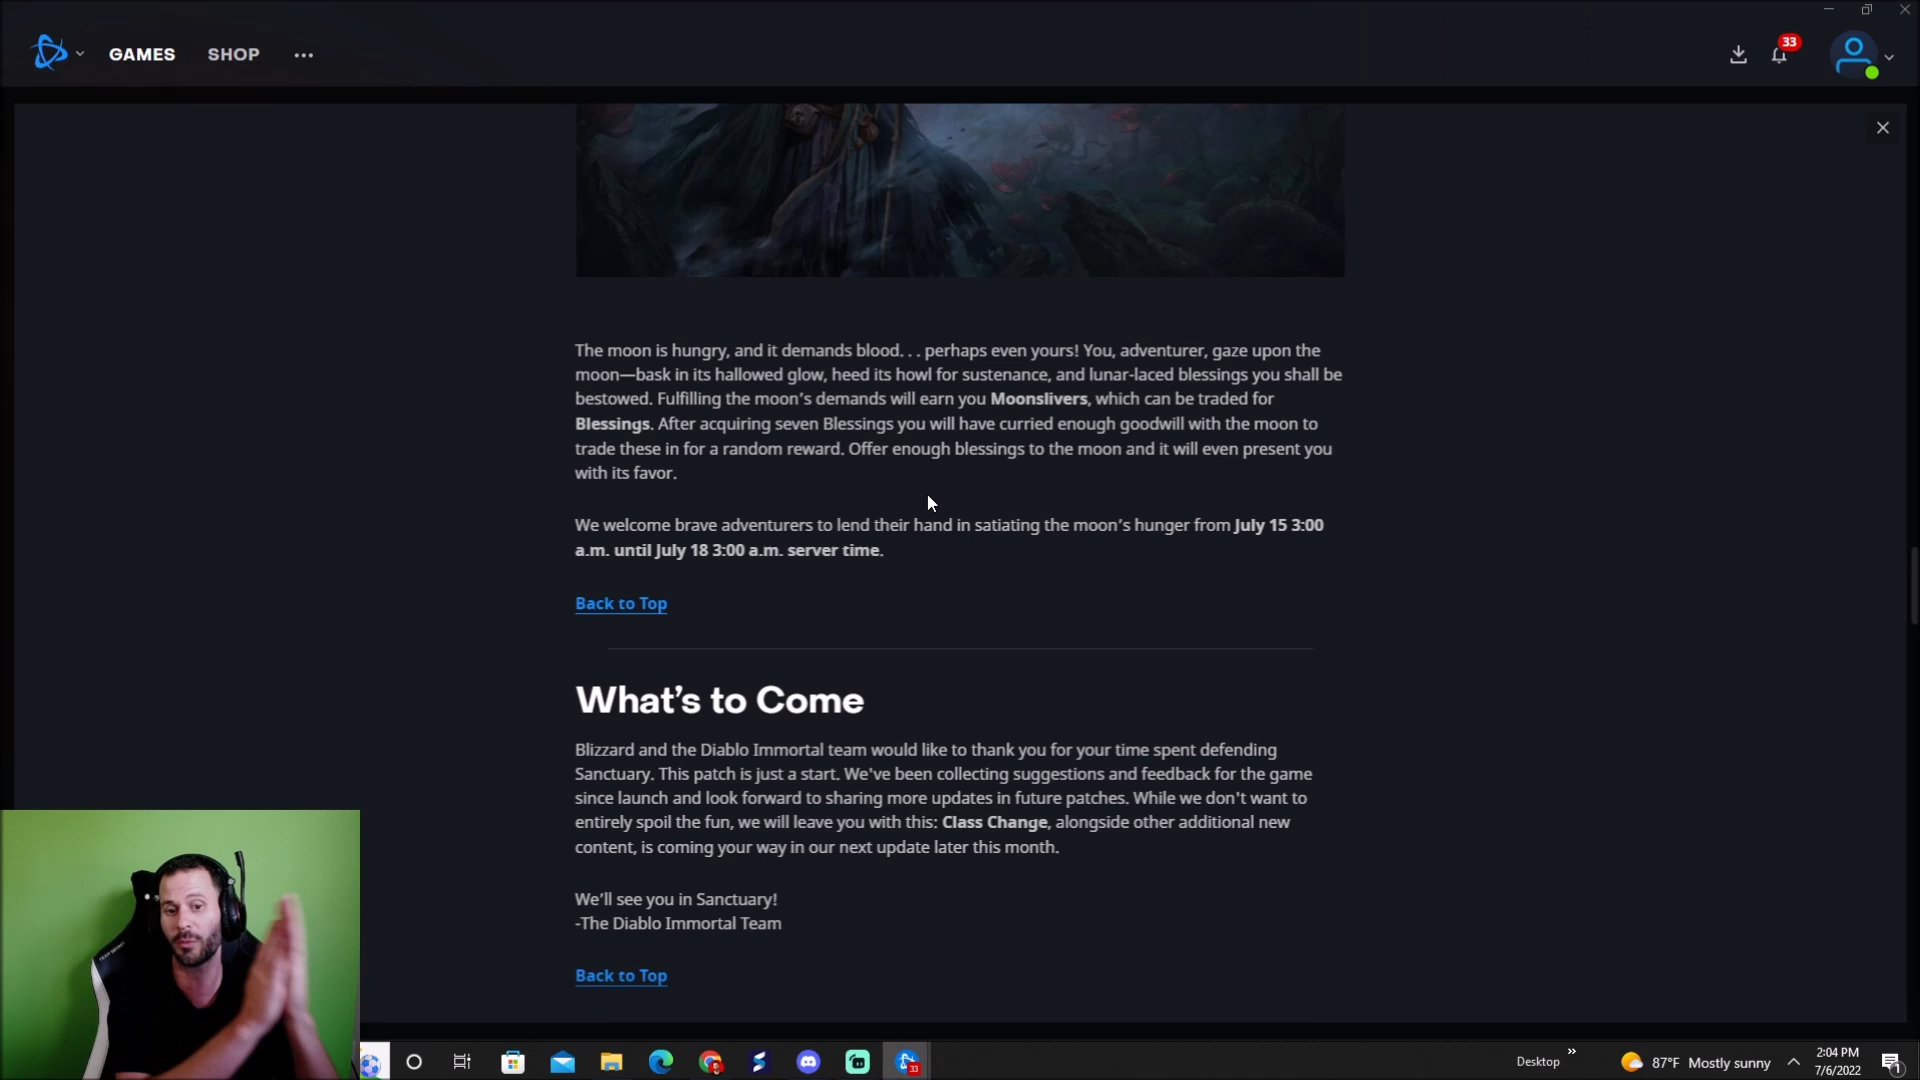 GAMES
SHOP
33
The moon is hungry, and it demands blood. . . perhaps even yours! You, adventurer, gaze upon the
moon—bask in its hallowed glow, heed its howl for sustenance, and lunar-laced blessings you shall be
bestowed. Fulfilling the moon's demands will earn you Moonslivers, which can be traded for
Blessings. After acquiring seven Blessings you will have curried enough goodwill with the moon to
trade these in for a random reward. Offer enough blessings to the moon and it will even present you
with its favor.
We welcome brave adventurers to lend their hand in satiating the moon's hunger from July 15 3:00
a.m. until July 18 3:00 a.m. server time.
Back to Top
What's to Come
Blizzard and the Diablo Immortal team would like to thank you for your time spent defending
Sanctuary. This patch is just a start. We've been collecting suggestions and feedback for the game
since launch and look forward to sharing more updates in future patches. While we don't want to
entirely spoil the fun, we will leave you with this: Class Change, alongside other additional new
content, is coming your way in our next update later this month.
We'll see you in Sanctuary!
-The Diablo Immortal Team
Back to Top
33
Desktop
87°F Mostly sunny
2:04 PM
7/6/2022
1